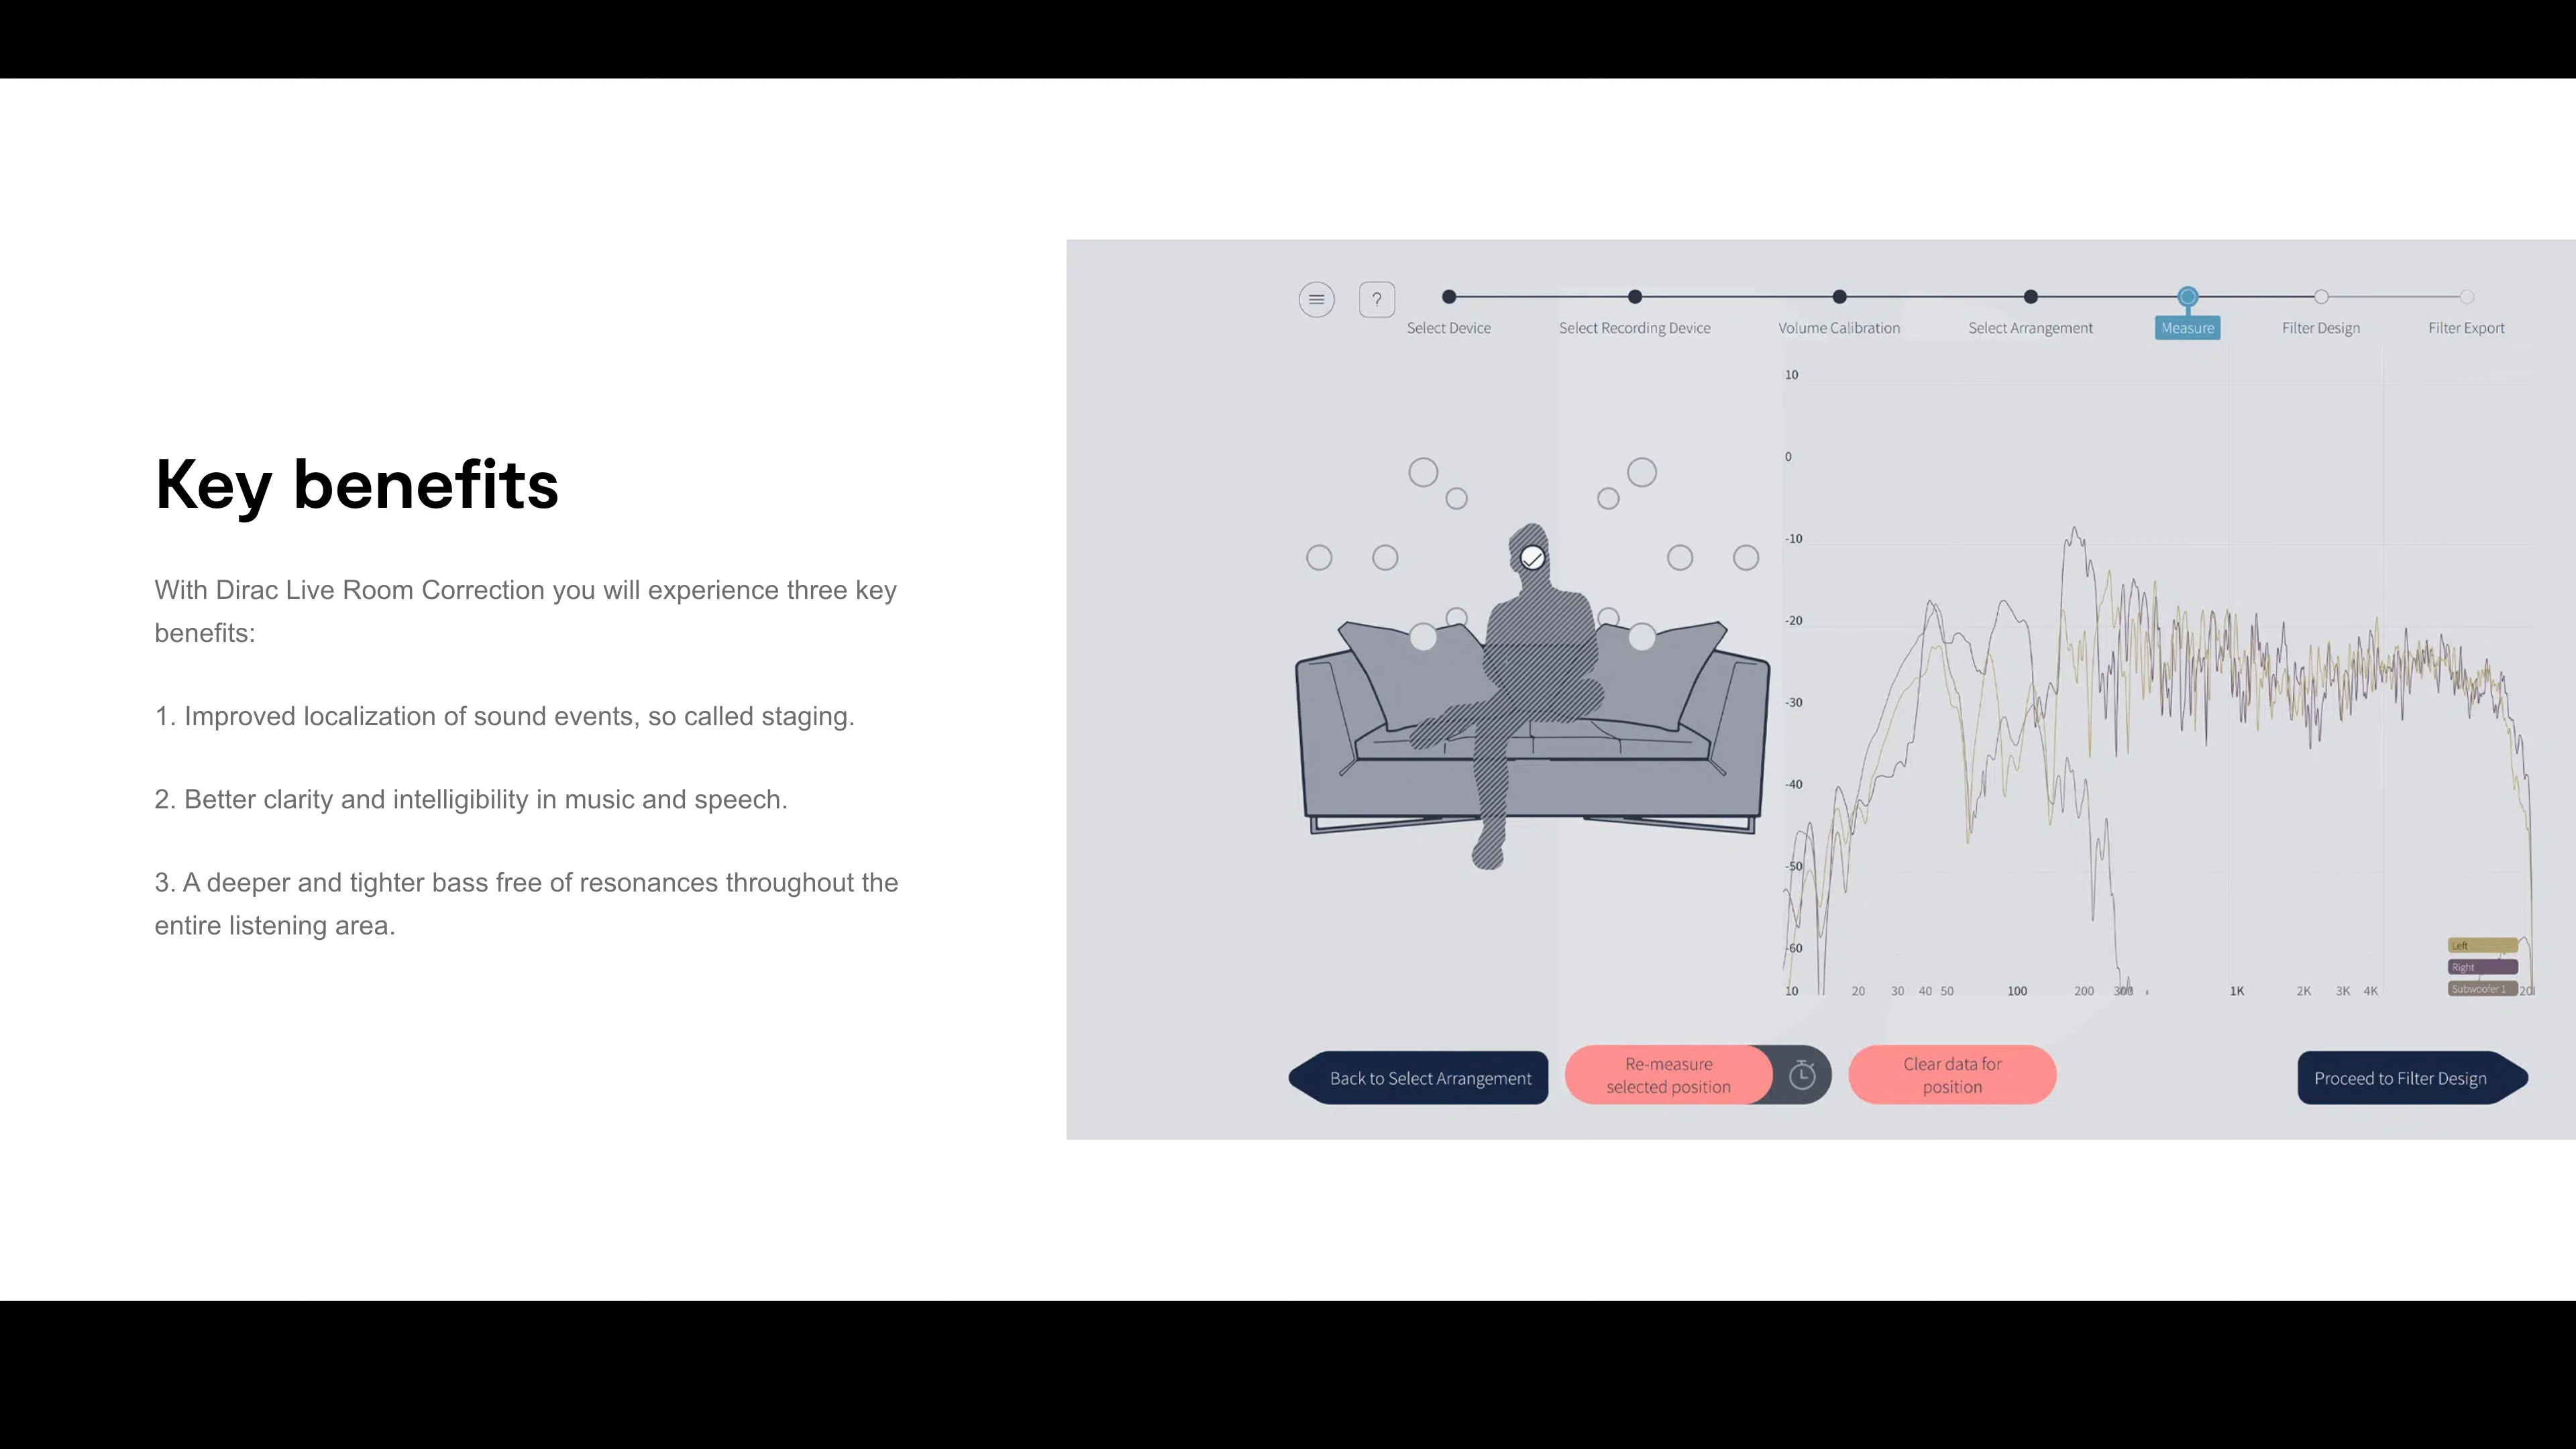 Key benefits
With Dirac Live Room Correction you will experience three key
benefits:
1. Improved localization of sound events, so called staging.
2. Better clarity and intelligibility in music and speech.
3. A deeper and tighter bass free of resonances throughout the
entire listening area.
?
Select Device
Select Recording Device
Volume Calibration
Select Arrangement
Measure
Filter Design
Filter Export
10
0
-10
-20
-30
-40
-50
-60
10 20 30 40 50 100 200 300 1K 2K 3K 4K
Left
Right
Subwoofer 1
Back to Select Arrangement
Re-measure
selected position
Clear data for
position
Proceed to Filter Design